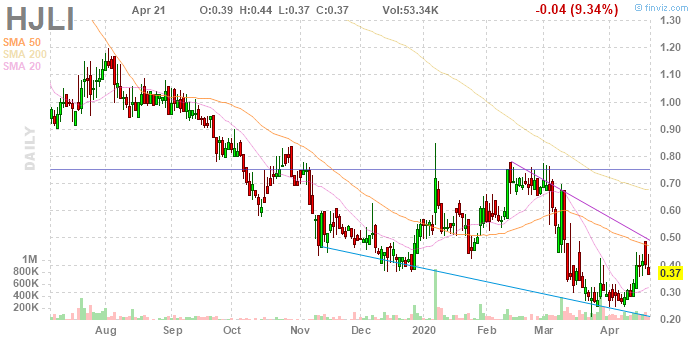 HJLI
Apr 21 O:0.39 H:0.44 L:0.37 C:0.37 Vol:53.34K -0.04 (9.34%)
© finviz.com
SMA 50
SMA 200
SMA 20
DAILY
1.30
1.20
1.10
1.00
0.90
0.80
0.70
0.60
0.50
0.40
0.37
0.30
0.20
1M
800K
600K
400K
200K
Aug Sep Oct Nov Dec 2020 Feb Mar Apr